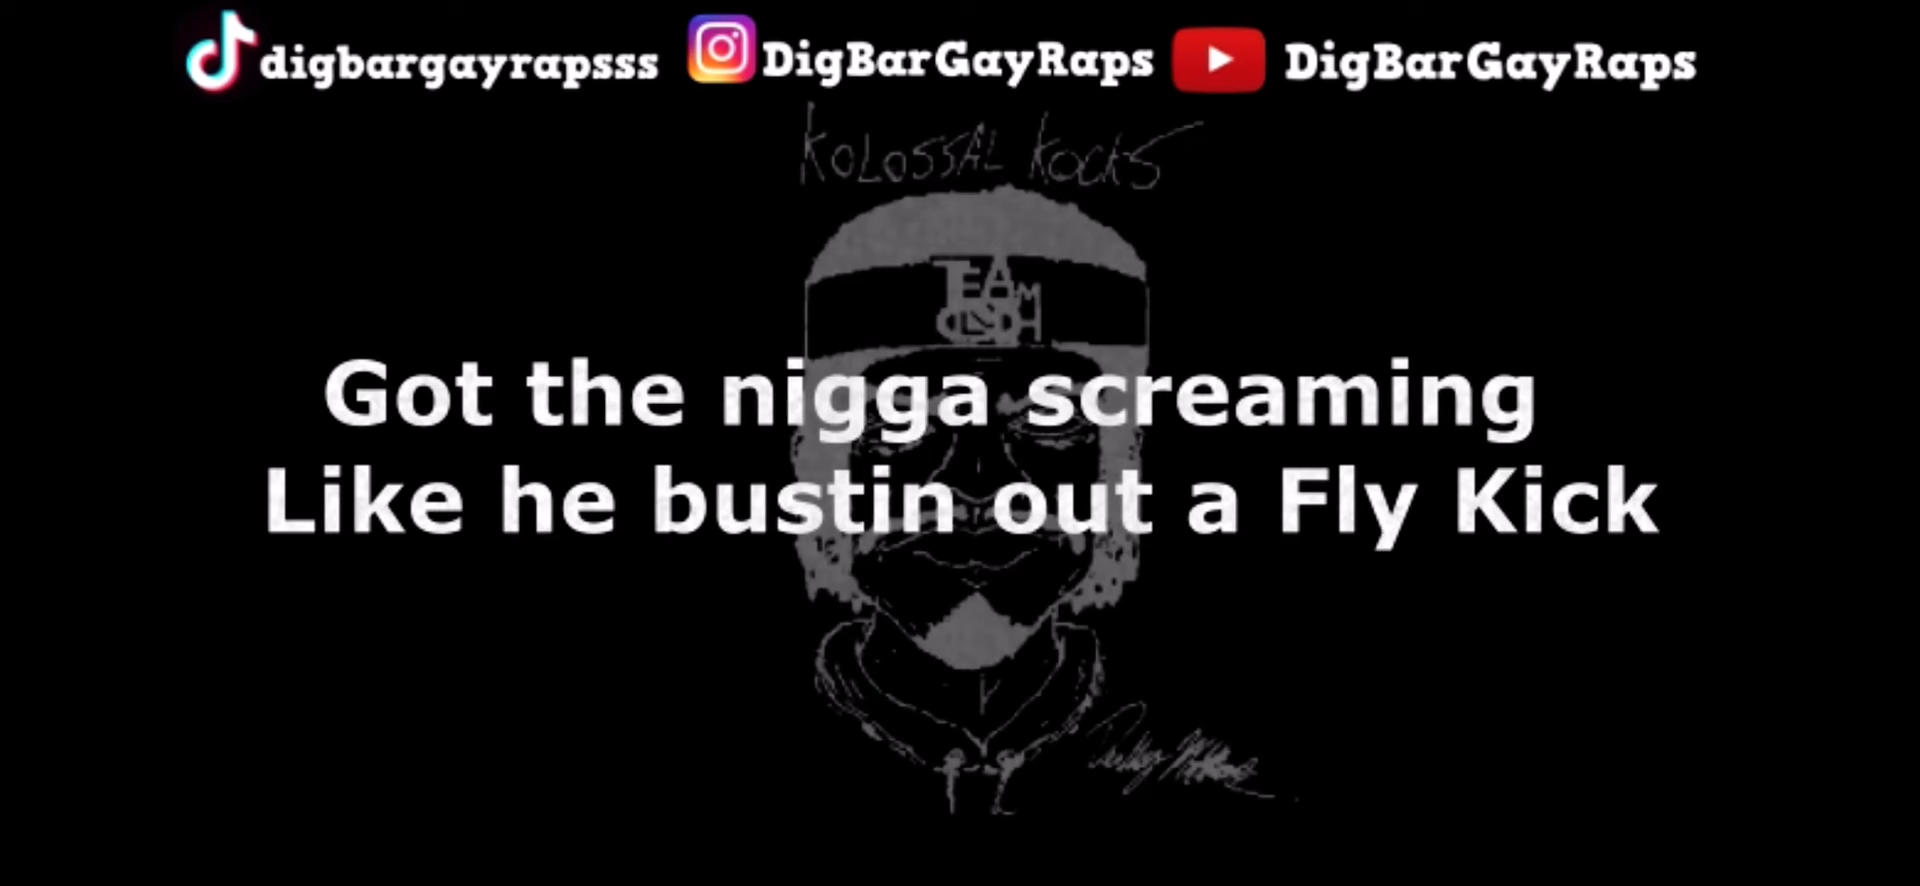 digbargayrapsss DigBarGayRaps DigBarGayRaps
KOLOSSAL KOCKS
TEAM
Got the nigga screaming
Like he bustin out a Fly Kick